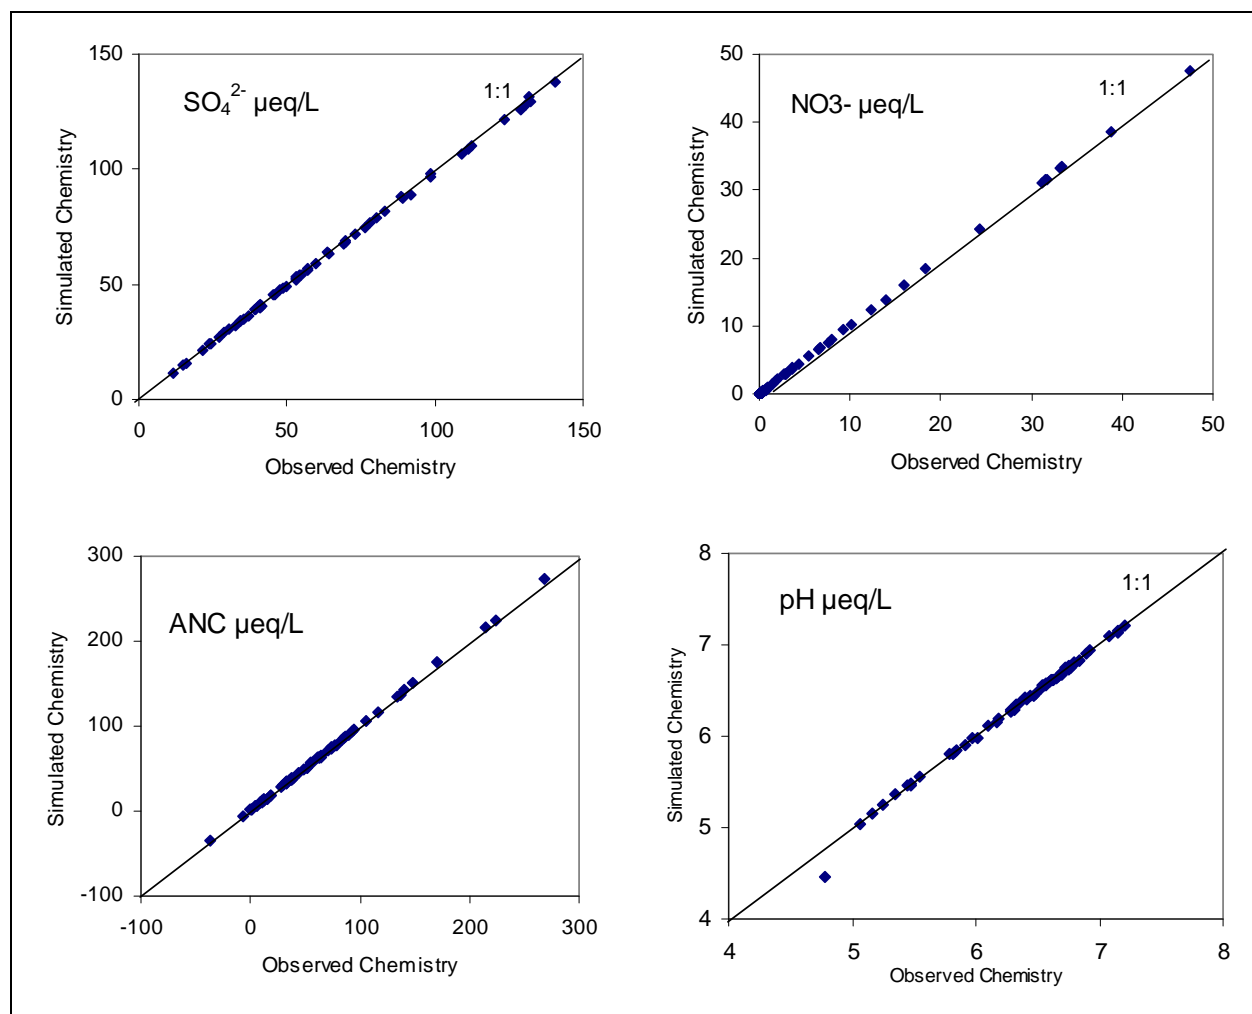 150
100
50
0
Simulated Chemistry
SO₄²⁻ µeq/L
1:1
0 50 100 150
Observed Chemistry
50
40
30
20
10
0
Simulated Chemistry
NO3- µeq/L
1:1
0 10 20 30 40 50
Observed Chemistry
300
200
100
0
-100
Simulated Chemistry
ANC µeq/L
-100 0 100 200 300
Observed Chemistry
8
7
6
5
4
Simulated Chemistry
pH µeq/L
1:1
4 5 6 7 8
Observed Chemistry